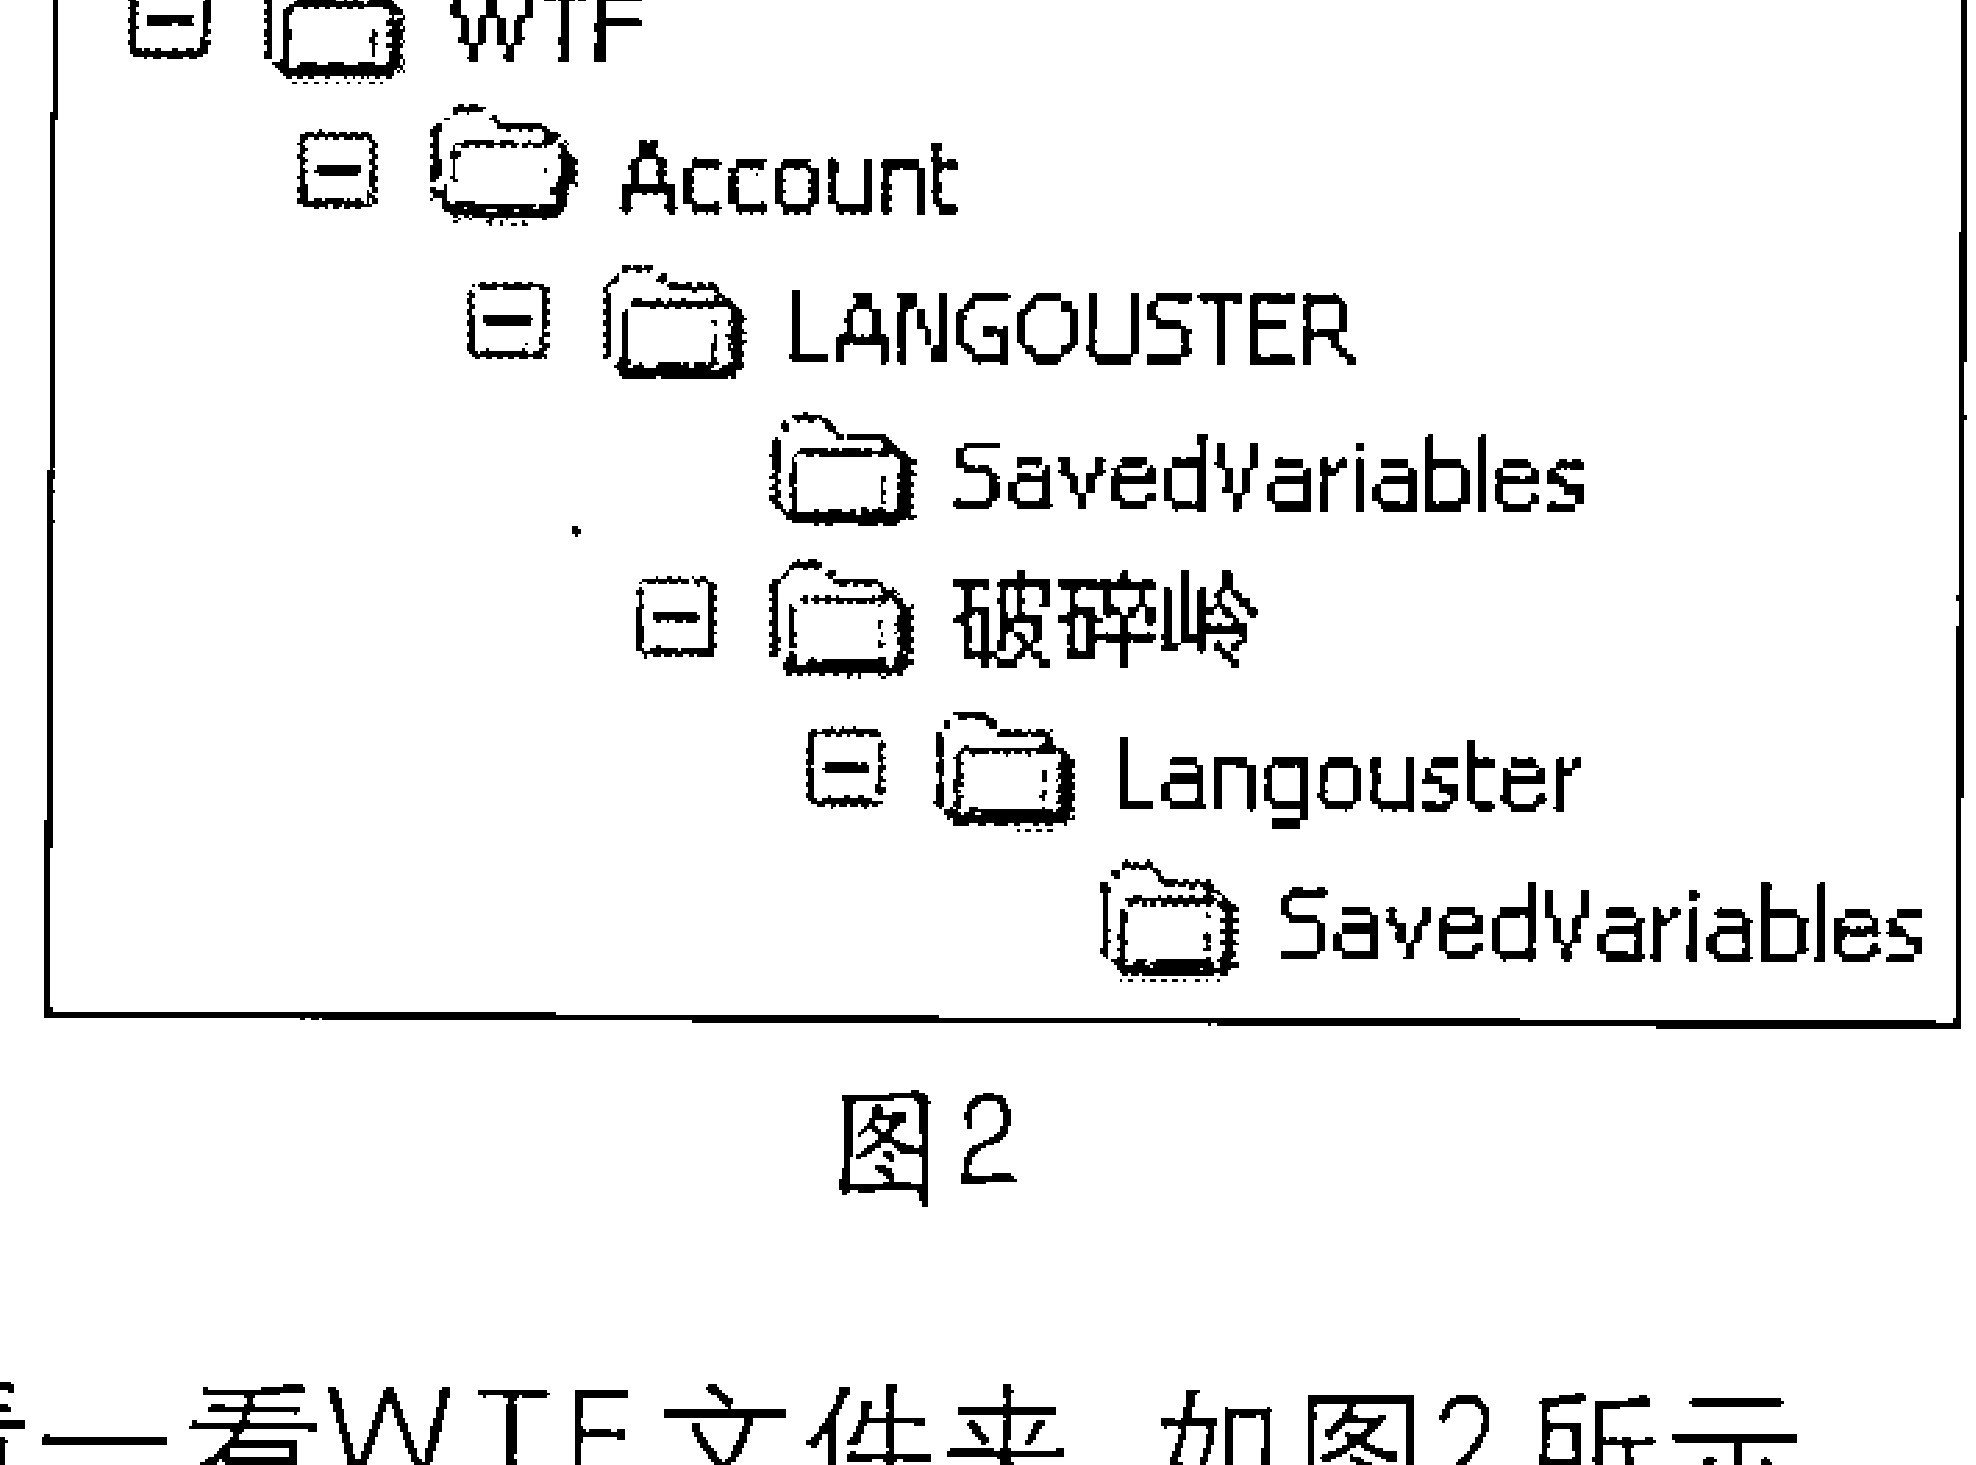 WTF
Account
LANGOUSTER
SavedVariables
破碎岭
Langouster
SavedVariables
图2
看一看WTF文件夹 如图2所示